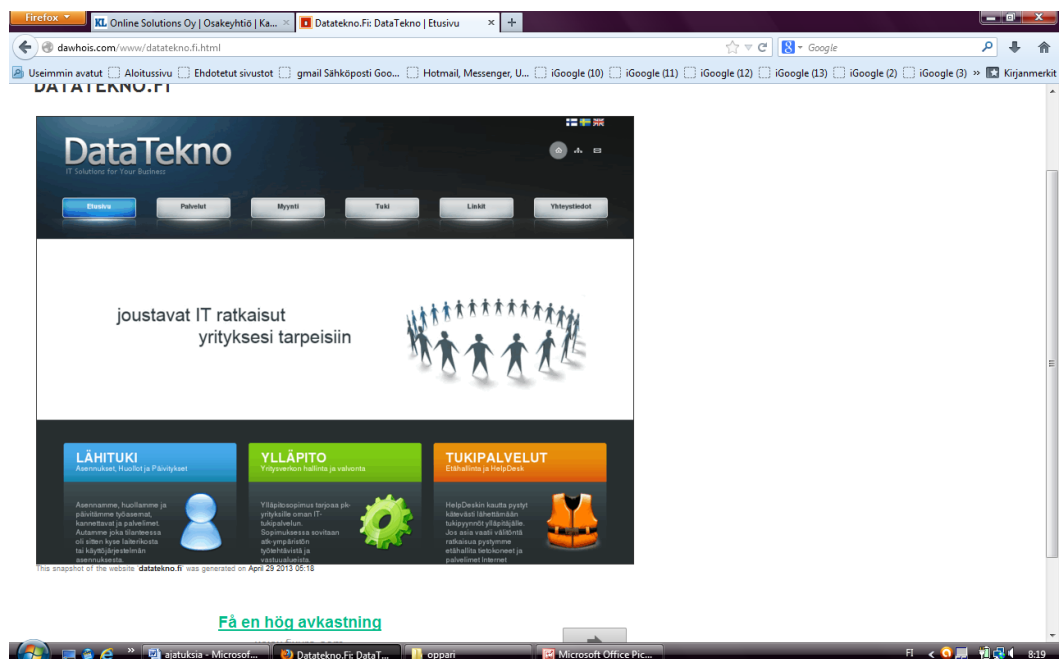 Firefox
KL Online Solutions Oy | Osakeyhtiö | Ka...
Datatekno.Fi: DataTekno | Etusivu
dawhois.com/www/datatekno.fi.html
Google
Useimmin avatut
Aloitussivu
Ehdotetut sivustot
gmail Sähköposti Goo...
Hotmail, Messenger, U...
iGoogle (10)
iGoogle (11)
iGoogle (12)
iGoogle (13)
iGoogle (2)
iGoogle (3)
»
Kirjanmerkit
DATATEKNO.FI
DataTekno
IT Solutions for Your Business
Etusivu
Palvelut
Myynti
Tuki
Linkit
Yhteystiedot
joustavat IT ratkaisut
yrityksesi tarpeisiin
LÄHITUKI
Asennukset, Huollot ja Päivitykset
Asennamme, huollamme ja
päivitämme työasemat,
kannettavat ja palvelimet.
Autamme joka tilanteessa
oli sitten kyse laiterikosta
tai käyttöjärjestelmän
asennuksesta.
YLLÄPITO
Yritysverkon hallinta ja valvonta
Ylläpitosopimus tarjoaa pk-
yrityksille oman IT-
tukipalvelun.
Sopimuksessa sovitaan
atk-ympäristön
työtehtävistä ja
vastuualueista
TUKIPALVELUT
Etähallinta ja HelpDesk
HelpDeskin kautta pystyt
kätevästi lähettämään
tukipyynnöt ylläpitäjälle.
Jos asia vaatii välitöntä
ratkaisua pystymme
etähallita tietokoneet ja
palvelimet Internet
This snapshot of the website 'datatekno.fi' was generated on April 29 2013 05:18
Få en hög avkastning
»
ajatuksia - Microsof...
Datatekno.Fi: DataT...
oppari
Microsoft Office Pic...
FI
8:19